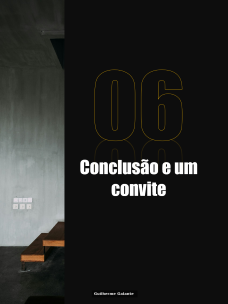 06
Conclusão e um
convite
Guilherme Galante